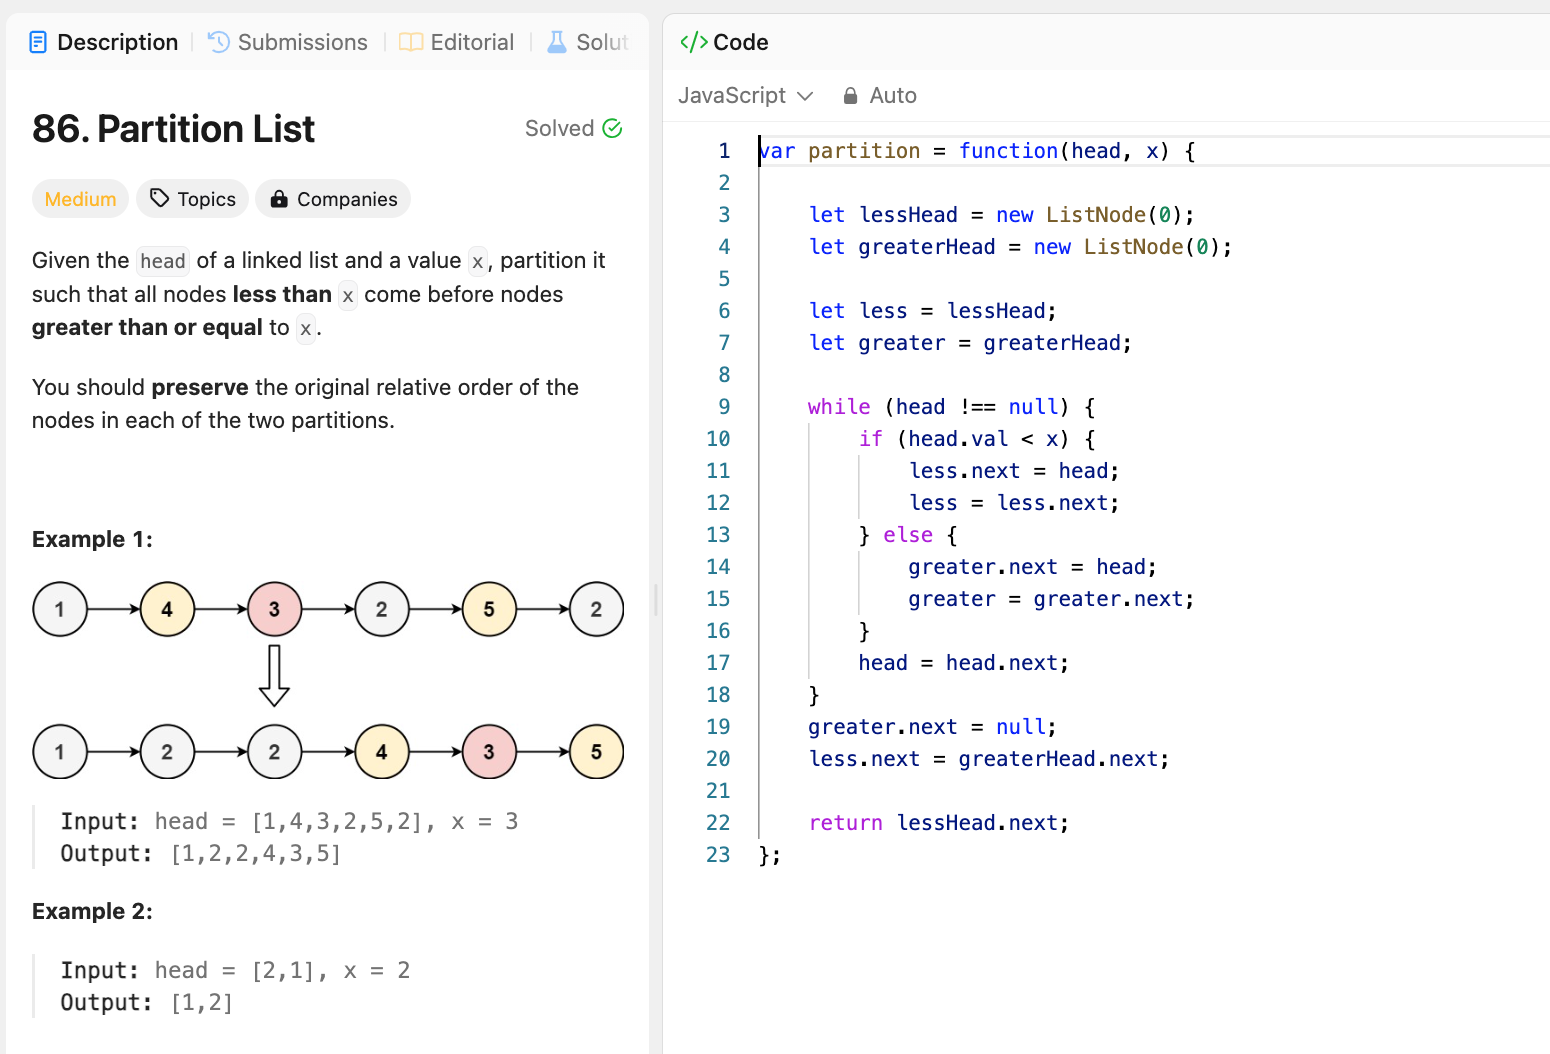 Description
Submissions
Editorial
Solut
86. Partition List
Solved
Medium
Topics
Companies
Given the head of a linked list and a value x, partition it
such that all nodes less than x come before nodes
greater than or equal to x.
You should preserve the original relative order of the
nodes in each of the two partitions.
Example 1:
1 4 3 2 5 2
1 2 2 4 3 5
Input: head = [1,4,3,2,5,2], x = 3
Output: [1,2,2,4,3,5]
Example 2:
Input: head = [2,1], x = 2
Output: [1,2]
</> Code
JavaScript
Auto
1 var partition = function(head, x) {
2
3     let lessHead = new ListNode(0);
4     let greaterHead = new ListNode(0);
5
6     let less = lessHead;
7     let greater = greaterHead;
8
9     while (head !== null) {
10         if (head.val < x) {
11             less.next = head;
12             less = less.next;
13         } else {
14             greater.next = head;
15             greater = greater.next;
16         }
17         head = head.next;
18     }
19     greater.next = null;
20     less.next = greaterHead.next;
21
22     return lessHead.next;
23 };